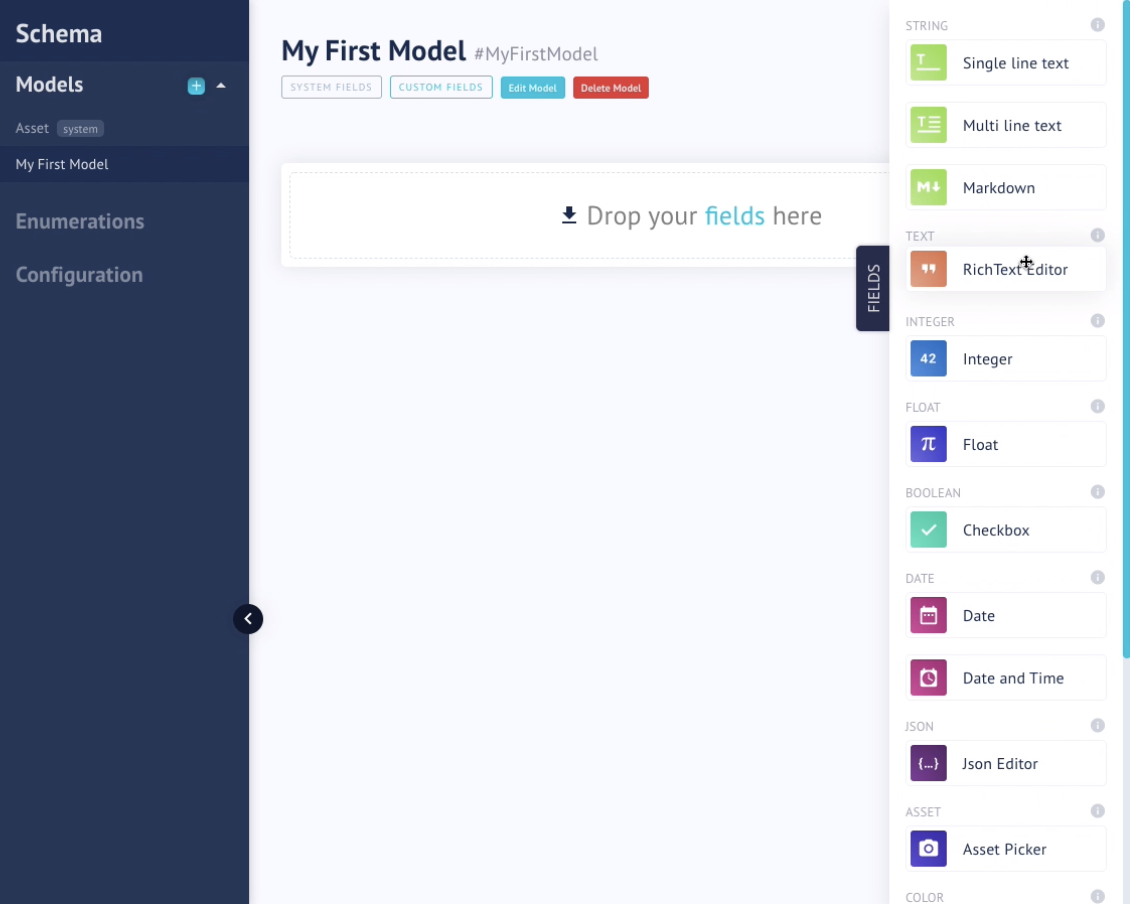 Schema
Models
Asset system
My First Model
Enumerations
Configuration
My First Model #MyFirstModel
SYSTEM FIELDS CUSTOM FIELDS Edit Model Delete Model
Drop your fields here
FIELDS
STRING
T Single line text
T Multi line text
M Markdown
TEXT
RichText Editor
INTEGER
42 Integer
FLOAT
π Float
BOOLEAN
Checkbox
DATE
Date
Date and Time
JSON
{...} Json Editor
ASSET
Asset Picker
COLOR